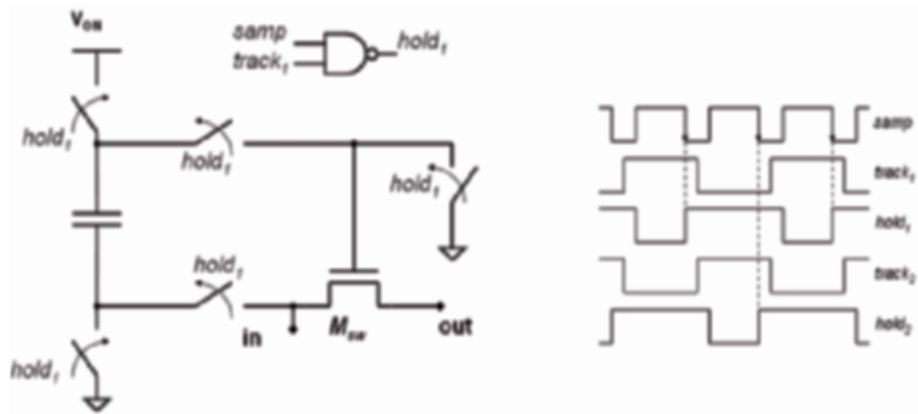 V_ON
samp
track_1
hold_1
hold_1
hold_1
hold_1
hold_1
hold_1
in
M_sw
out
samp
track_1
hold_1
track_2
hold_2